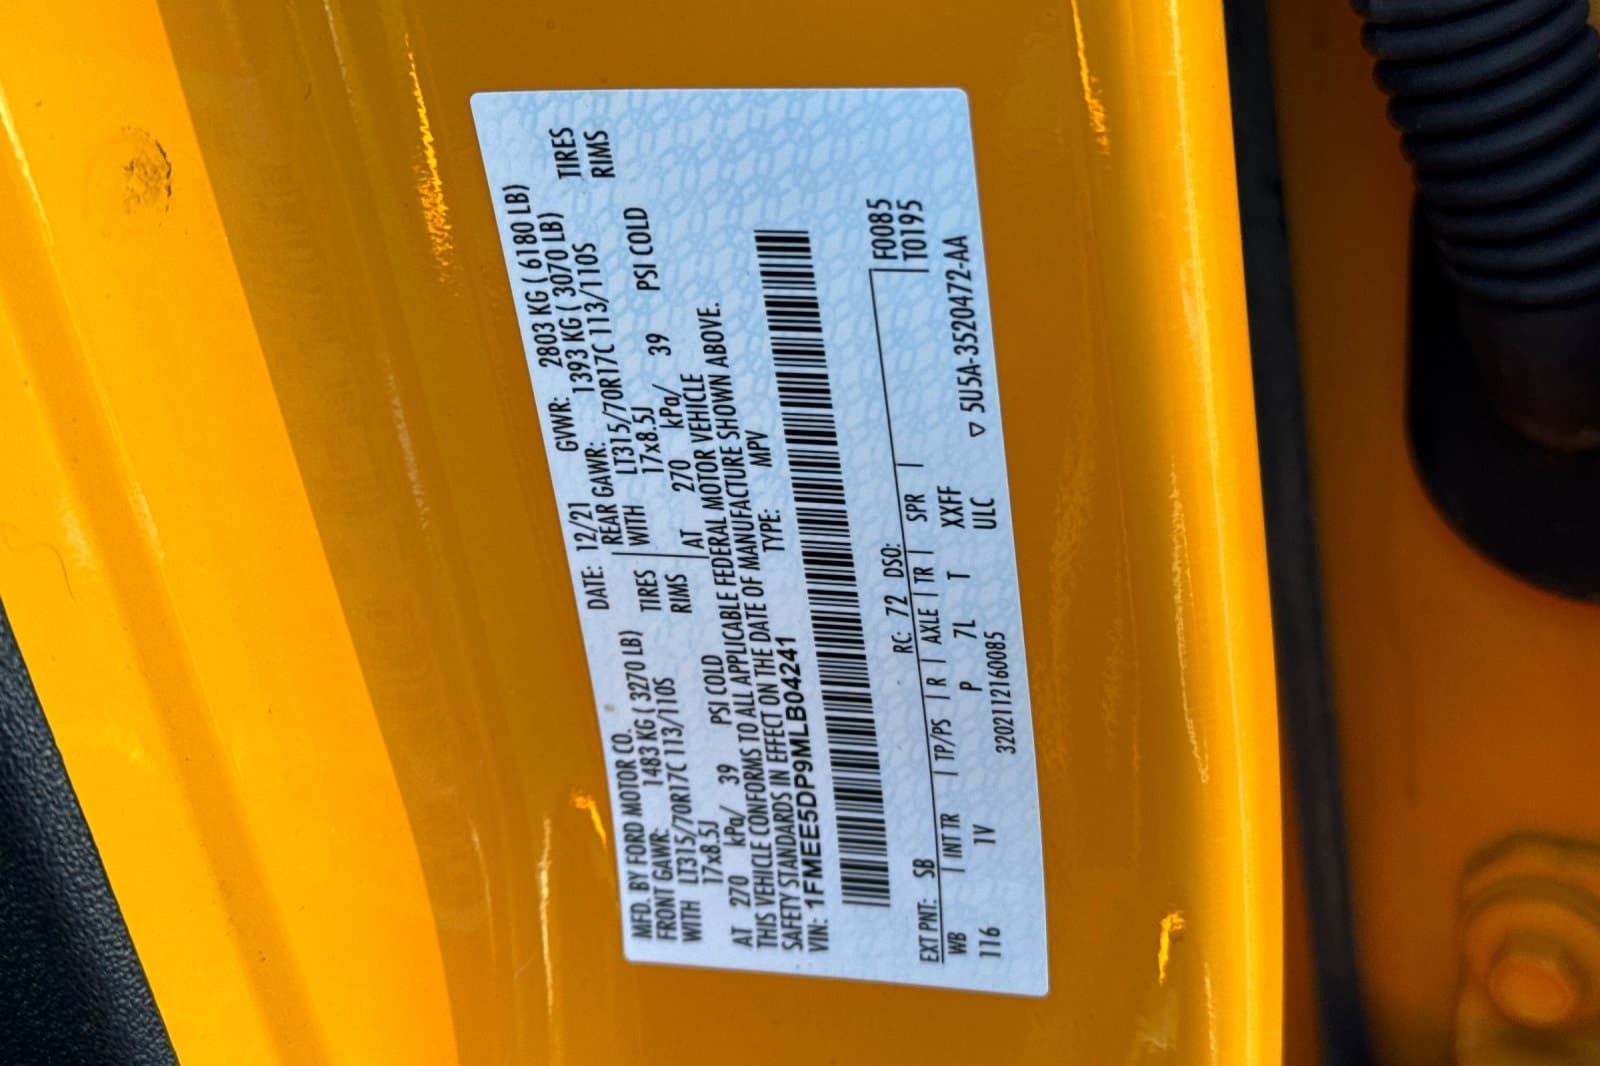 MFD. BY FORD MOTOR CO.
DATE: 12/21 GVWR: 2803 KG ( 6180 LB)
FRONT GAWR: 1483 KG ( 3270 LB) REAR GAWR: 1393 KG ( 3070 LB)
WITH LT315/70R17C 113/110S TIRES WITH LT315/70R17C 113/110S TIRES
17x8.5J RIMS 17x8.5J RIMS
AT 270 kPa/ 39 PSI COLD AT 270 kPa/ 39 PSI COLD
THIS VEHICLE CONFORMS TO ALL APPLICABLE FEDERAL MOTOR VEHICLE
SAFETY STANDARDS IN EFFECT ON THE DATE OF MANUFACTURE SHOWN ABOVE.
VIN: 1FMEE5DP9MLB04241 TYPE: MPV
F0085
T0195
EXT PNT: SB RC: 72 DSO:
WB | INT TR | TP/PS | R | AXLE | TR | SPR |
116 1V P 7L T XXFF
ULC
3202112160085
▽ 5U5A-3520472-AA